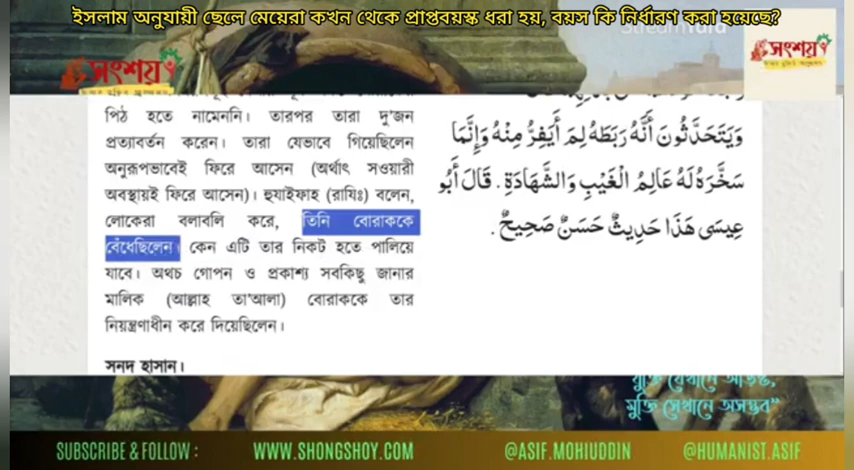 ইসলাম অনুযায়ী ছেলে মেয়েরা কখন থেকে প্রাপ্তবয়স্ক ধরা হয়, বয়স কি নির্ধারণ করা হয়েছে?
StreamYard
সংশয়
সংশয়
পিঠ হতে নামেননি। তারপর তারা দু'জন
প্রত্যাবর্তন করেন। তারা যেভাবে গিয়েছিলেন
অনুরূপভাবেই ফিরে আসেন (অর্থাৎ সওয়ারী
অবস্থায়ই ফিরে আসেন)। হুযাইফাহ (রাযিঃ) বলেন,
লোকেরা বলাবলি করে, তিনি বোরাককে
বেঁধেছিলেন। কেন এটি তার নিকট হতে পালিয়ে
যাবে। অথচ গোপন ও প্রকাশ্য সবকিছু জানার
মালিক (আল্লাহ তা'আলা) বোরাককে তার
নিয়ন্ত্রণাধীন করে দিয়েছিলেন।
সনদ হাসান।
وَيَتَحَدَّثُونَ أَنَّهُ رَبَطَهُ لِمَ أَيَفِرُّ مِنْهُ وَإِنَّمَا
سَخَّرَهُ لَهُ عَالِمُ الْغَيْبِ وَالشَّهَادَةِ . قَالَ أَبُو
عِيسَى هَذَا حَدِيثٌ حَسَنٌ صَحِيحٌ .
মুক্তি সেখানে অসম্ভব”
SUBSCRIBE & FOLLOW : WWW.SHONGSHOY.COM @ASIF.MOHIUDDIN @HUMANIST.ASIF